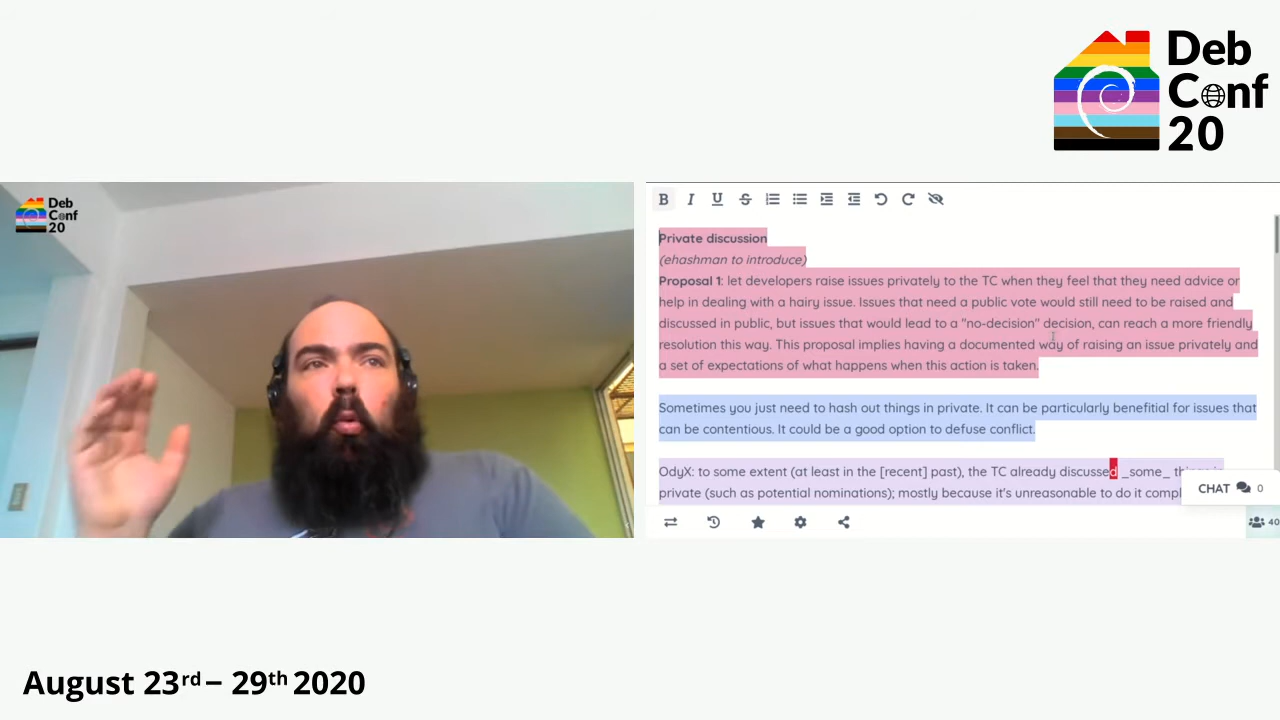 Deb
Conf
20
Deb
Conf
20
B I U S
Private discussion
(ehashman to introduce)
Proposal 1: let developers raise issues privately to the TC when they feel that they need advice or
help in dealing with a hairy issue. Issues that need a public vote would still need to be raised and
discussed in public, but issues that would lead to a "no-decision" decision, can reach a more friendly
resolution this way. This proposal implies having a documented way of raising an issue privately and
a set of expectations of what happens when this action is taken.
Sometimes you just need to hash out things in private. It can be particularly benefitial for issues that
can be contentious. It could be a good option to defuse conflict.
OdyX: to some extent (at least in the [recent] past), the TC already discussed _some_
private (such as potential nominations); mostly because it's unreasonable to do it
CHAT 0
40
August 23rd – 29th 2020